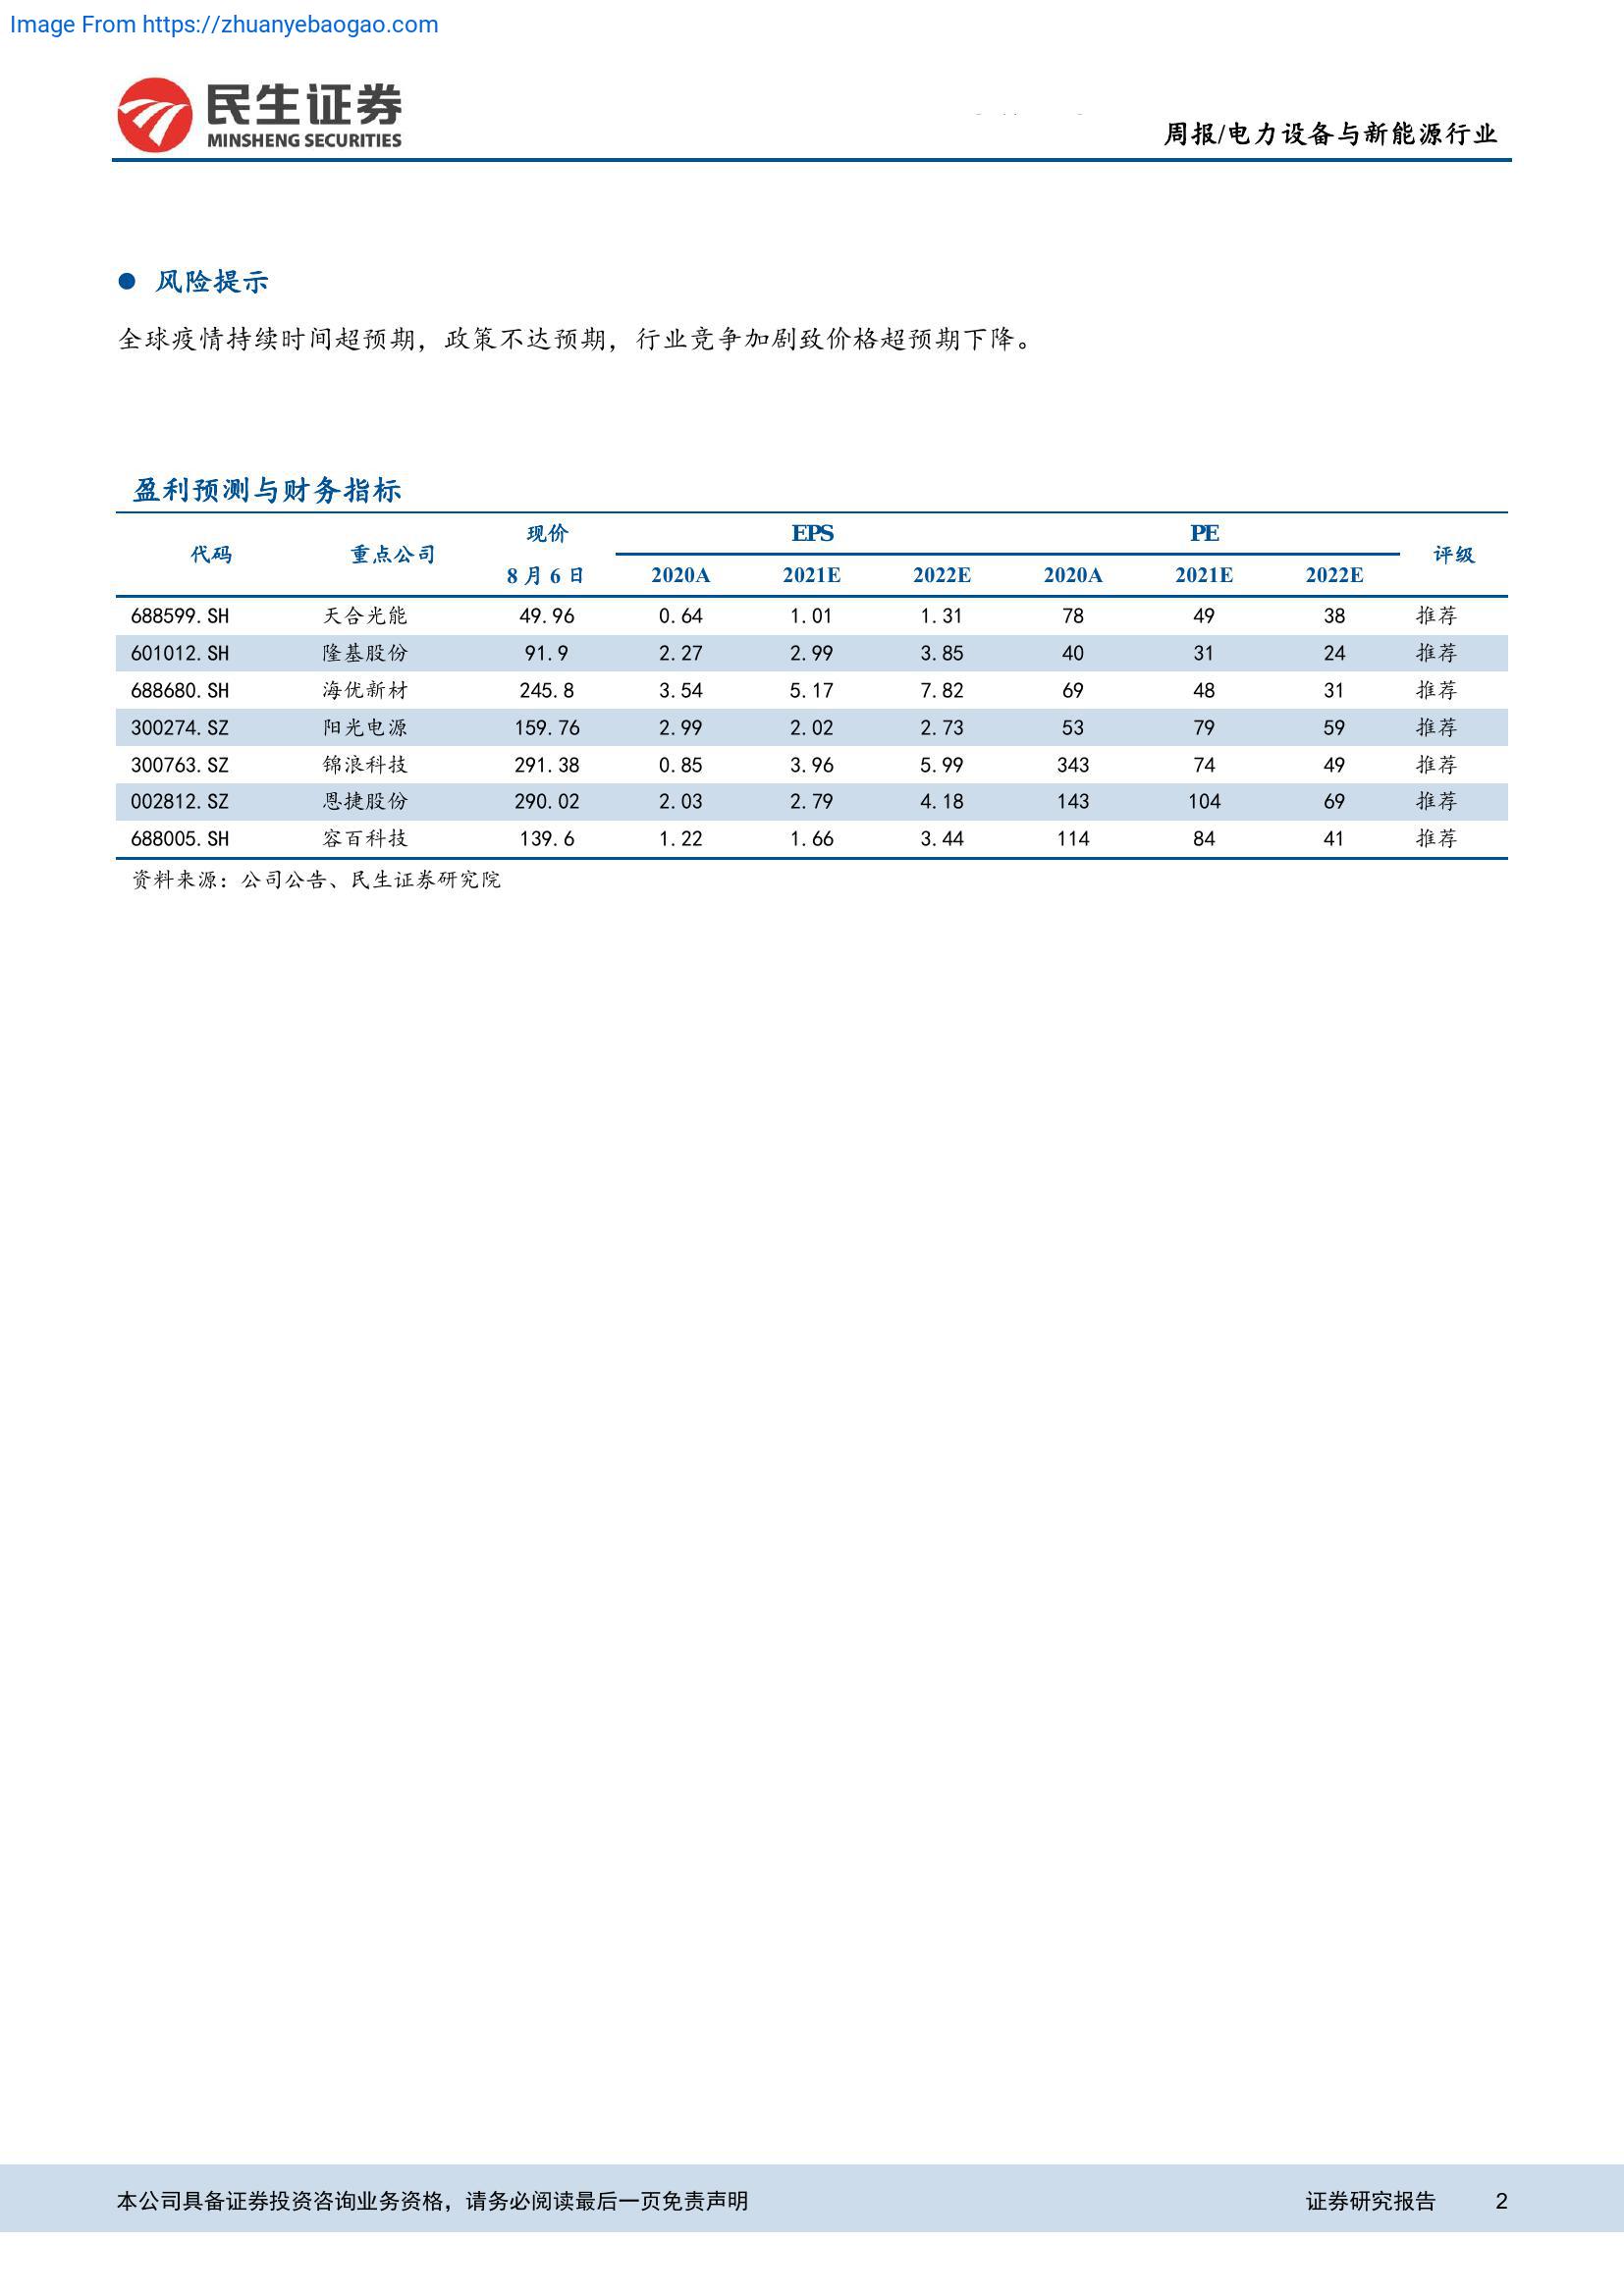 Image From https://zhuanyebaogao.com
民生证券
MINSHENG SECURITIES
周报/电力设备与新能源行业
● 风险提示
全球疫情持续时间超预期，政策不达预期，行业竞争加剧致价格超预期下降。
盈利预测与财务指标
代码 重点公司 现价 EPS PE 评级
8 月 6 日 2020A 2021E 2022E 2020A 2021E 2022E
688599.SH 天合光能 49.96 0.64 1.01 1.31 78 49 38 推荐
601012.SH 隆基股份 91.9 2.27 2.99 3.85 40 31 24 推荐
688680.SH 海优新材 245.8 3.54 5.17 7.82 69 48 31 推荐
300274.SZ 阳光电源 159.76 2.99 2.02 2.73 53 79 59 推荐
300763.SZ 锦浪科技 291.38 0.85 3.96 5.99 343 74 49 推荐
002812.SZ 恩捷股份 290.02 2.03 2.79 4.18 143 104 69 推荐
688005.SH 容百科技 139.6 1.22 1.66 3.44 114 84 41 推荐
资料来源：公司公告、民生证券研究院
本公司具备证券投资咨询业务资格，请务必阅读最后一页免责声明 证券研究报告 2